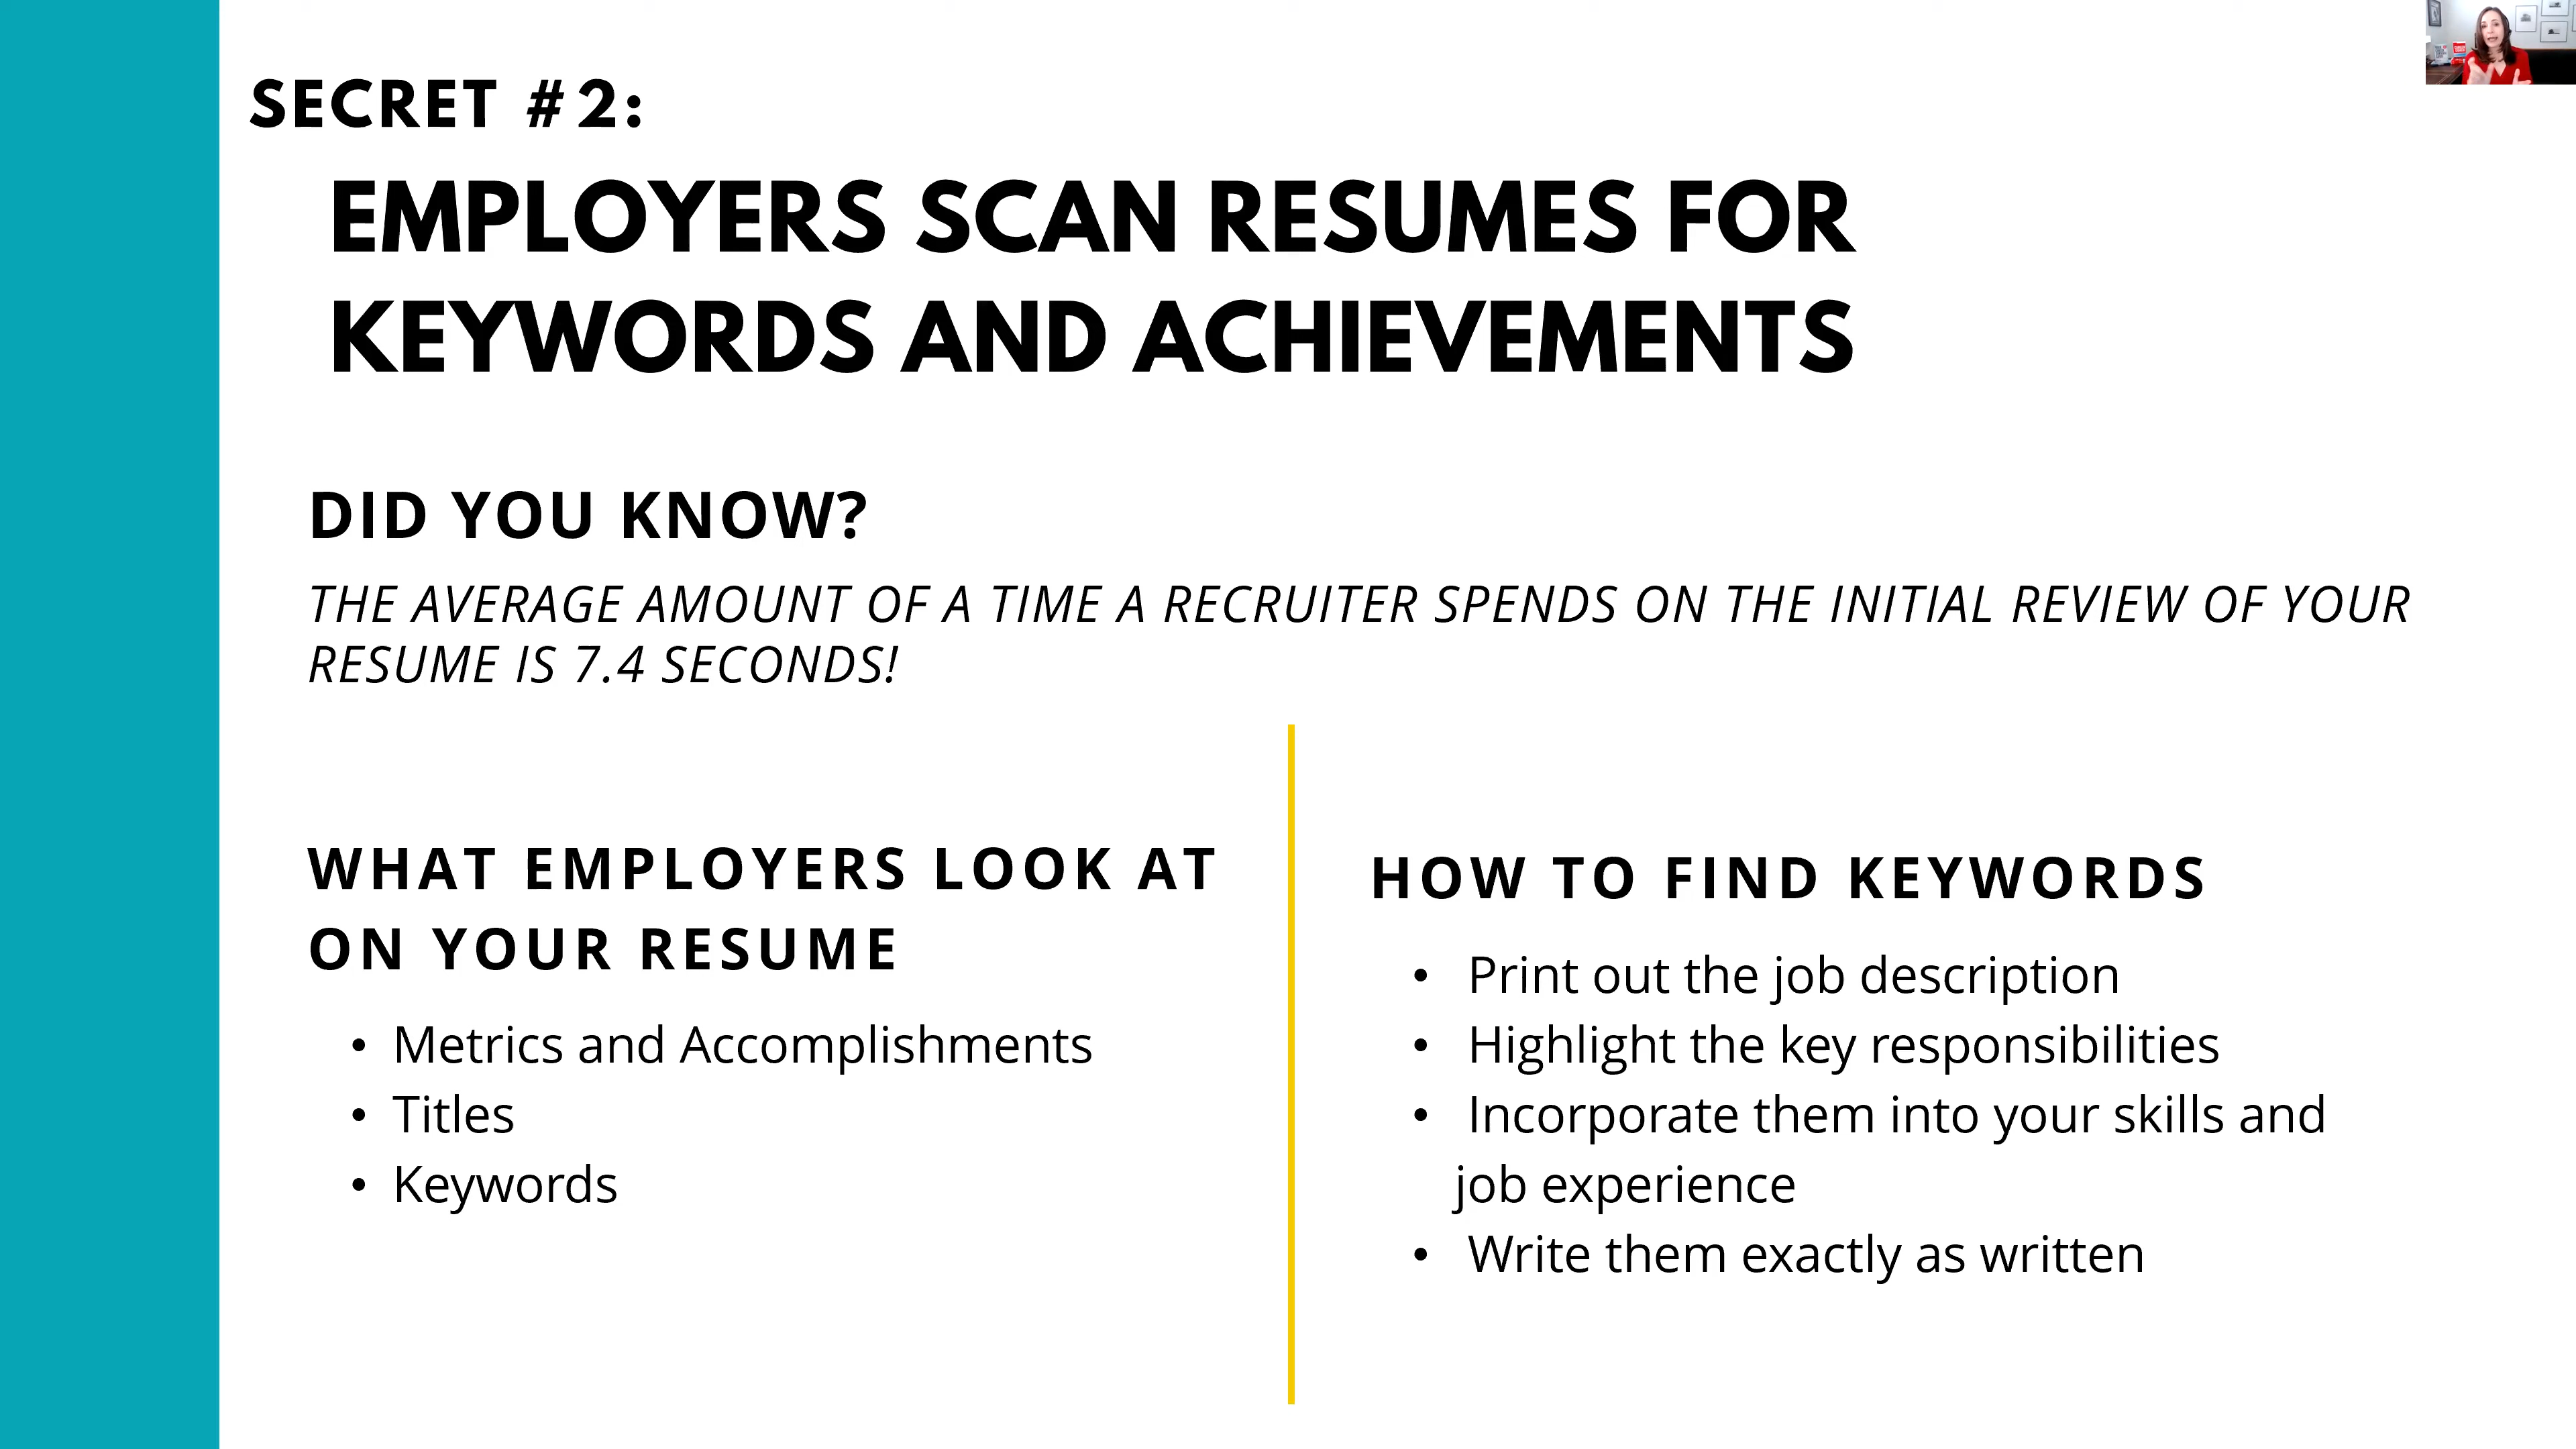 SECRET #2:
EMPLOYERS SCAN RESUMES FOR
KEYWORDS AND ACHIEVEMENTS
DID YOU KNOW?
THE AVERAGE AMOUNT OF A TIME A RECRUITER SPENDS ON THE INITIAL REVIEW OF YOUR
RESUME IS 7.4 SECONDS!
WHAT EMPLOYERS LOOK AT
ON YOUR RESUME
• Metrics and Accomplishments
• Titles
• Keywords
HOW TO FIND KEYWORDS
• Print out the job description
• Highlight the key responsibilities
• Incorporate them into your skills and
job experience
• Write them exactly as written